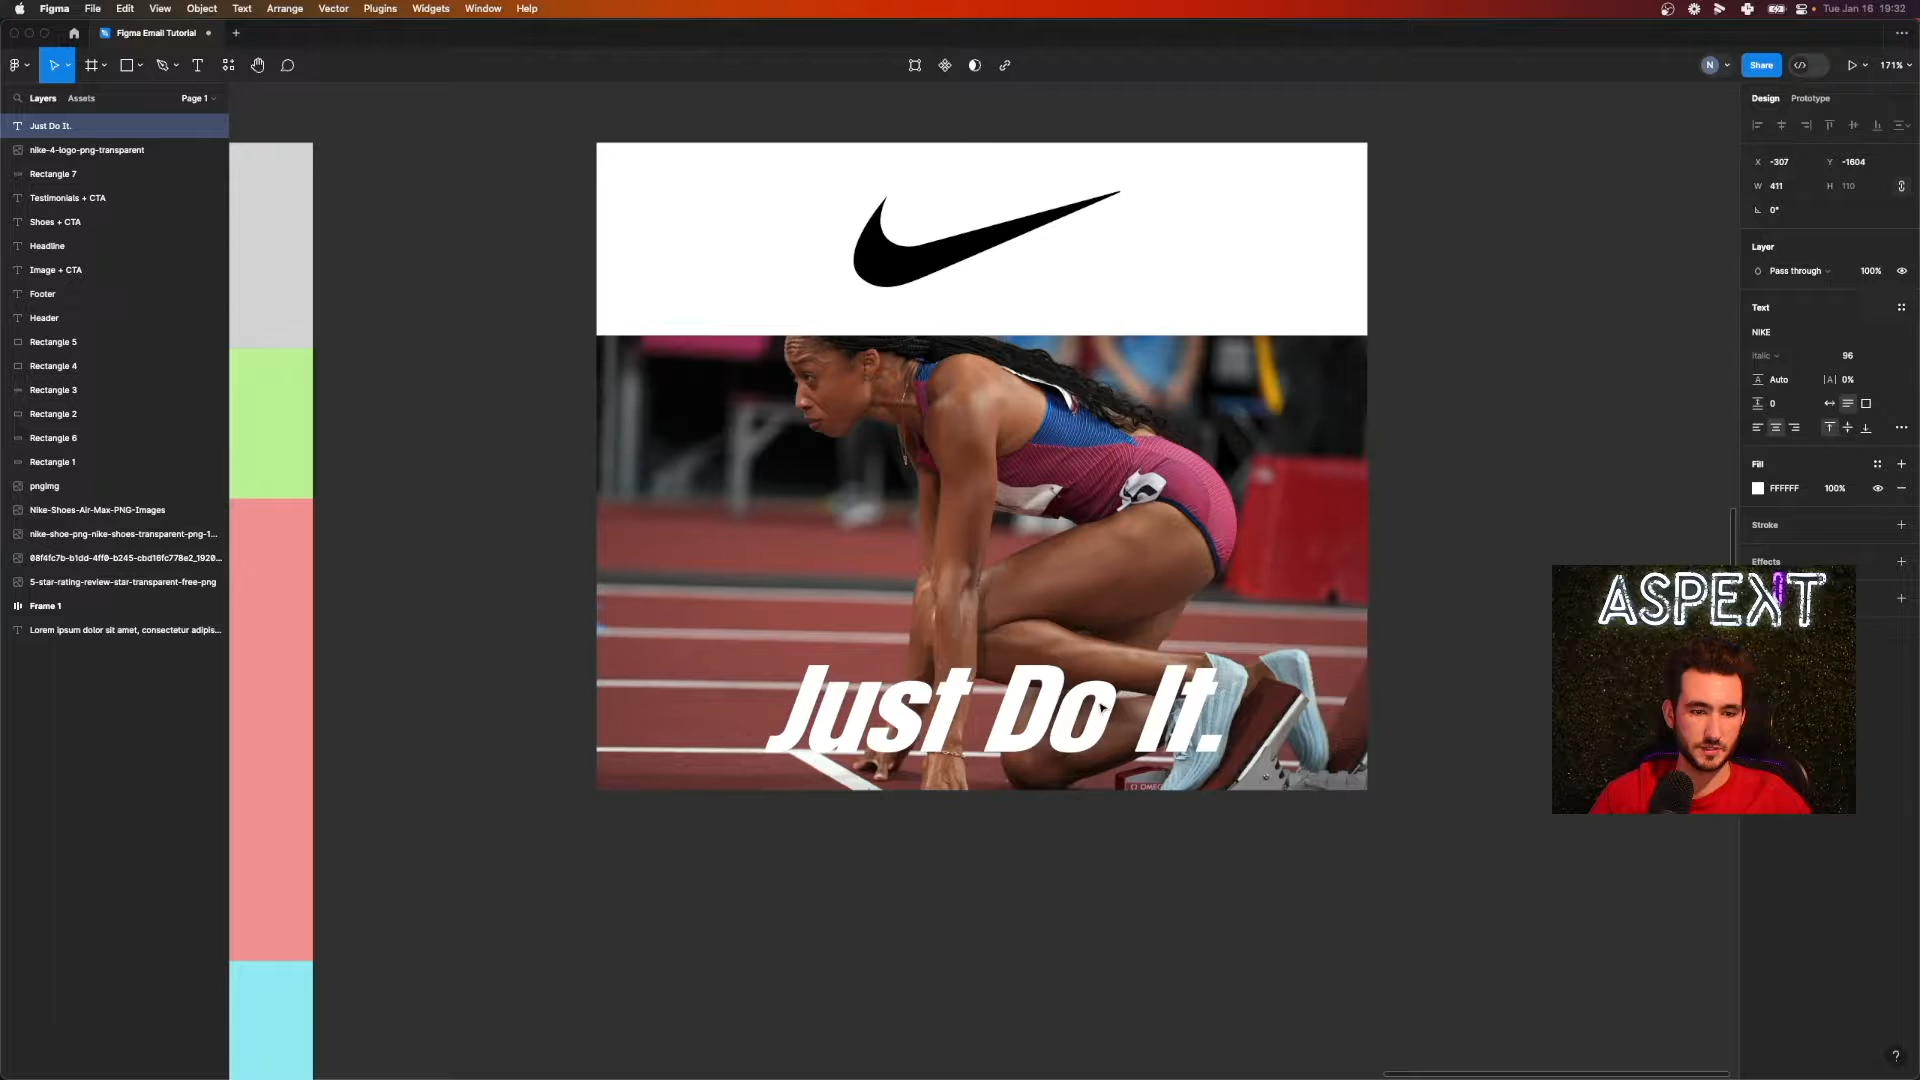 Figma File Edit View Object Text Arrange Vector Plugins Widgets Window Help
Tue Jan 16 19:32
Figma Email Tutorial
N
Share
171%
Layers Assets Page 1
Just Do It.
nike-4-logo-png-transparent
Rectangle 7
Testimonials + CTA
Shoes + CTA
Headline
Image + CTA
Footer
Header
Rectangle 5
Rectangle 4
Rectangle 3
Rectangle 2
Rectangle 6
Rectangle 1
pngimg
Nike-Shoes-Air-Max-PNG-Images
nike-shoe-png-nike-shoes-transparent-png-1...
08f4fc7b-b1dd-4ff0-b245-cbd16fc778e2_1920...
5-star-rating-review-star-transparent-free-png
Frame 1
Lorem ipsum dolor sit amet, consectetur adipis...
Just Do It.
Design Prototype
X -307 Y -1604
W 411 H 110
0°
Layer
Pass through 100%
Text
NIKE
Italic 96
Auto |A| 0%
0
Fill
FFFFFF 100%
Stroke
Effects
ASPEXT
?